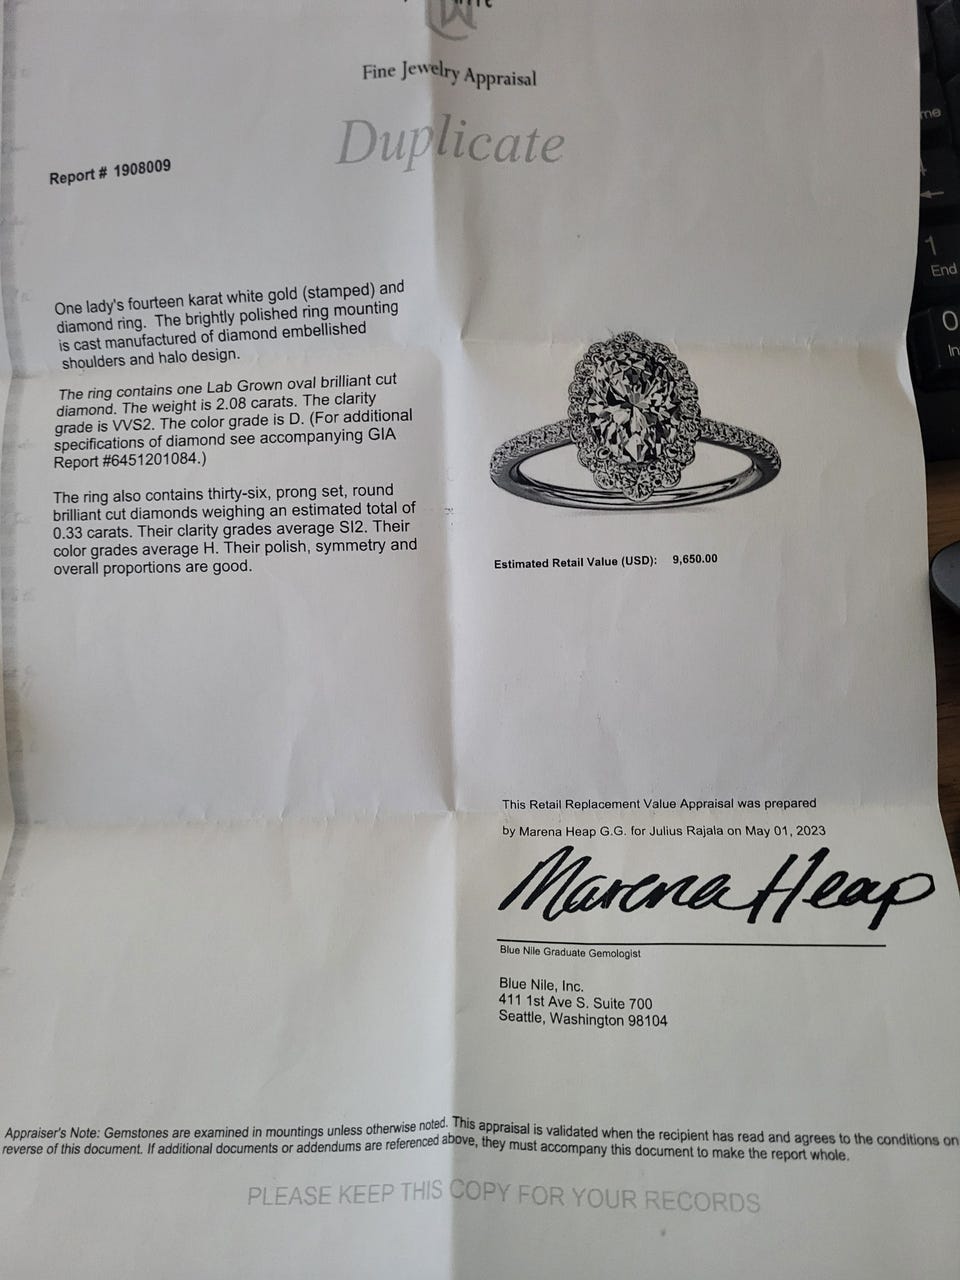 Fine Jewelry Appraisal
Duplicate
Report # 1908009
One lady's fourteen karat white gold (stamped) and
diamond ring. The brightly polished ring mounting
is cast manufactured of diamond embellished
shoulders and halo design.
The ring contains one Lab Grown oval brilliant cut
diamond. The weight is 2.08 carats. The clarity
grade is VVS2. The color grade is D. (For additional
specifications of diamond see accompanying GIA
Report #6451201084.)
The ring also contains thirty-six, prong set, round
brilliant cut diamonds weighing an estimated total of
0.33 carats. Their clarity grades average SI2. Their
color grades average H. Their polish, symmetry and
overall proportions are good.
Estimated Retail Value (USD): 9,650.00
This Retail Replacement Value Appraisal was prepared
by Marena Heap G.G. for Julius Rajala on May 01, 2023
Marena Heap
Blue Nile Graduate Gemologist
Blue Nile, Inc.
411 1st Ave S. Suite 700
Seattle, Washington 98104
Appraiser's Note: Gemstones are examined in mountings unless otherwise noted. This appraisal is validated when the recipient has read and agrees to the conditions on
reverse of this document. If additional documents or addendums are referenced above, they must accompany this document to make the report whole.
PLEASE KEEP THIS COPY FOR YOUR RECORDS
1
End
0